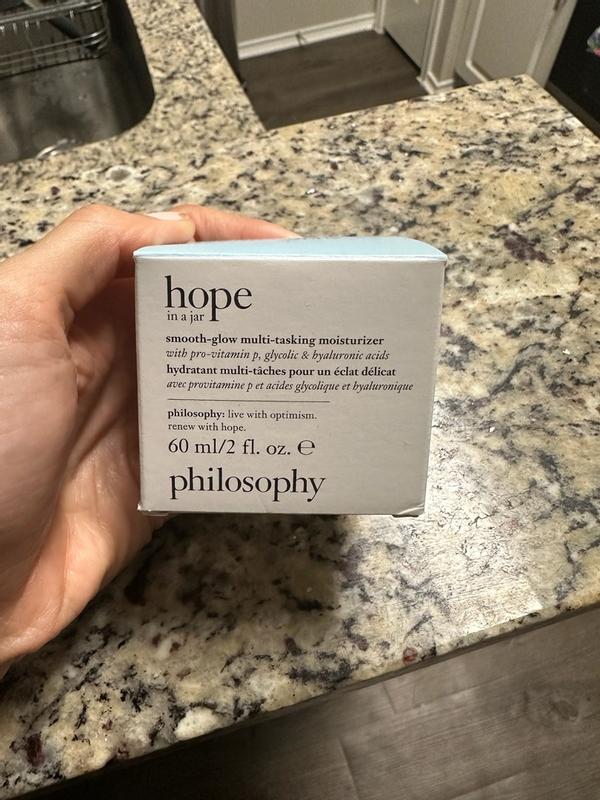 hope
in a jar
smooth-glow multi-tasking moisturizer
with pro-vitamin p, glycolic & hyaluronic acids
hydratant multi-tâches pour un éclat délicat
avec provitamine p et acides glycolique et hyaluronique
philosophy: live with optimism.
renew with hope.
60 ml/2 fl. oz. ℮
philosophy